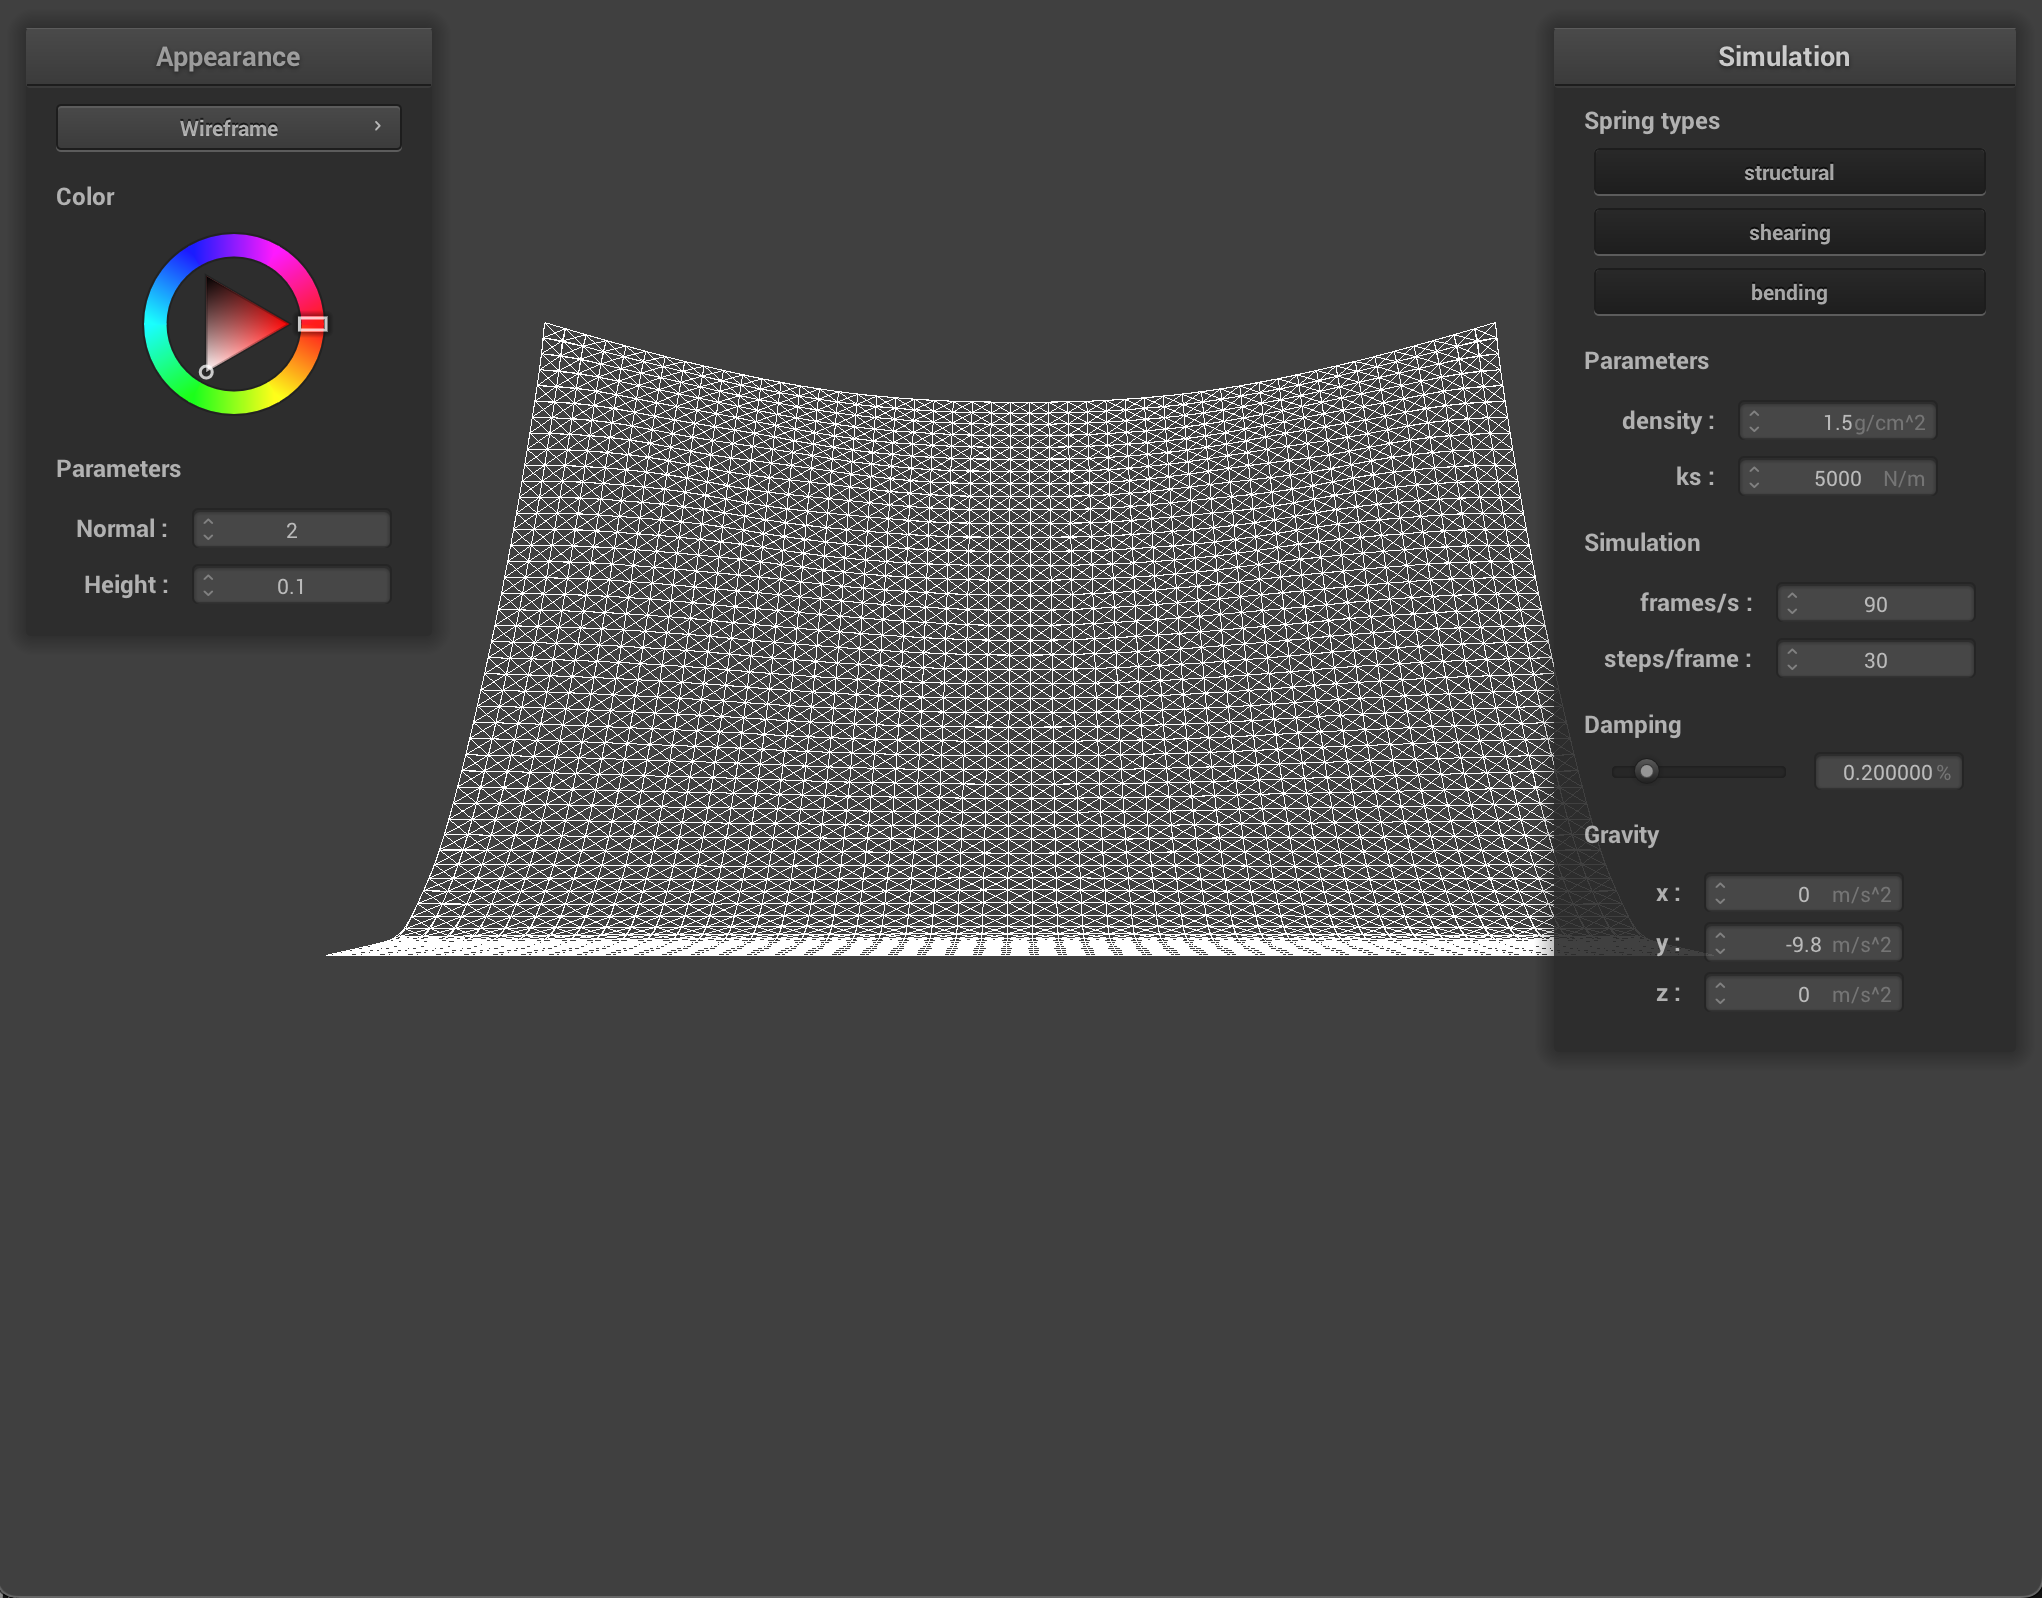 Appearance
Wireframe
Color
Parameters
Normal : 2
Height : 0.1
Simulation
Spring types
structural
shearing
bending
Parameters
density : 1.5 g/cm^2
ks : 5000 N/m
Simulation
frames/s : 90
steps/frame : 30
Damping
0.200000 %
Gravity
x : 0 m/s^2
y : -9.8 m/s^2
z : 0 m/s^2